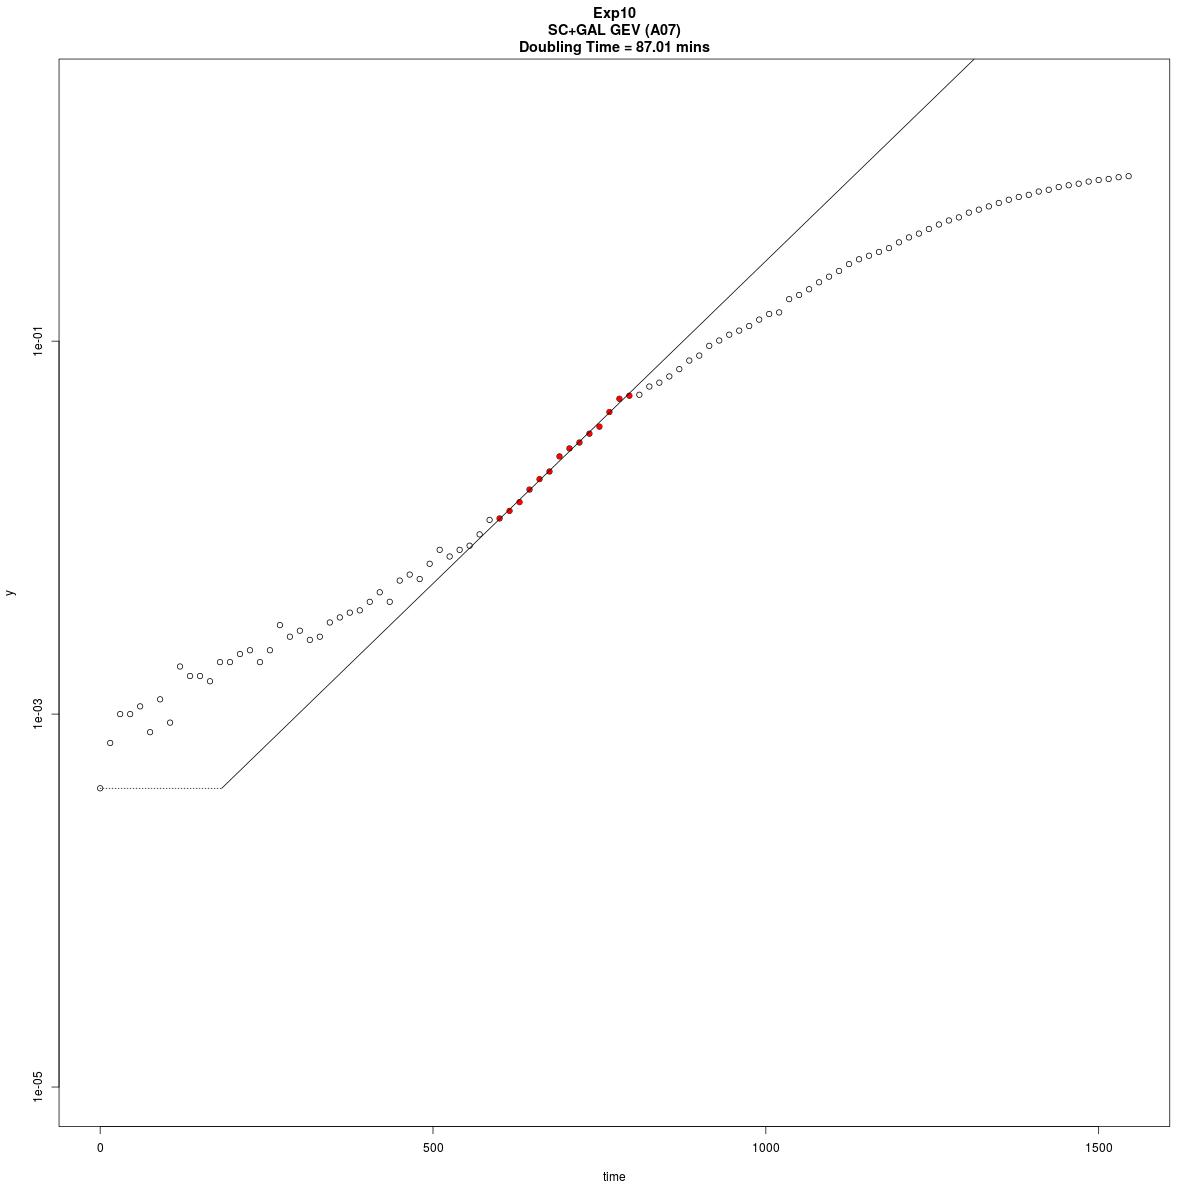 Exp10
SC+GAL GEV (A07)
Doubling Time = 87.01 mins
y
1e-01
1e-03
1e-05
0
500
1000
1500
time